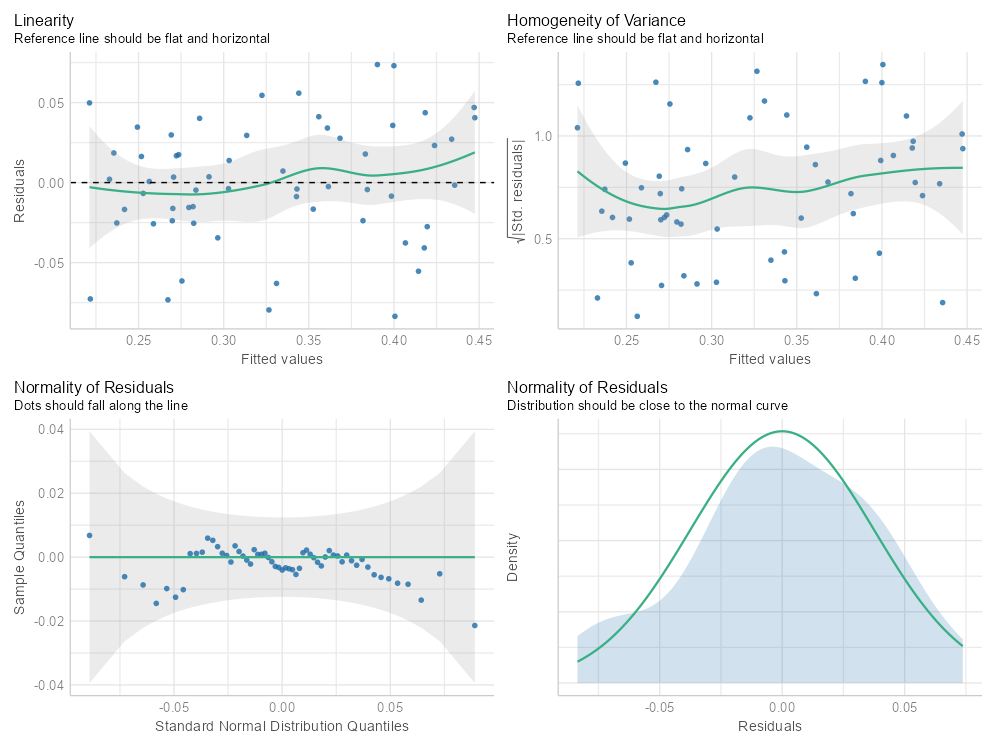 Linearity
Reference line should be flat and horizontal
0.05
0.00
-0.05
Residuals
0.25
0.30
0.35
0.40
0.45
Fitted values
Homogeneity of Variance
Reference line should be flat and horizontal
1.0
0.5
√|Std. residuals|
0.25
0.30
0.35
0.40
0.45
Fitted values
Normality of Residuals
Dots should fall along the line
0.04
0.02
0.00
-0.02
-0.04
Sample Quantiles
-0.05
0.00
0.05
Standard Normal Distribution Quantiles
Normality of Residuals
Distribution should be close to the normal curve
Density
-0.05
0.00
0.05
Residuals